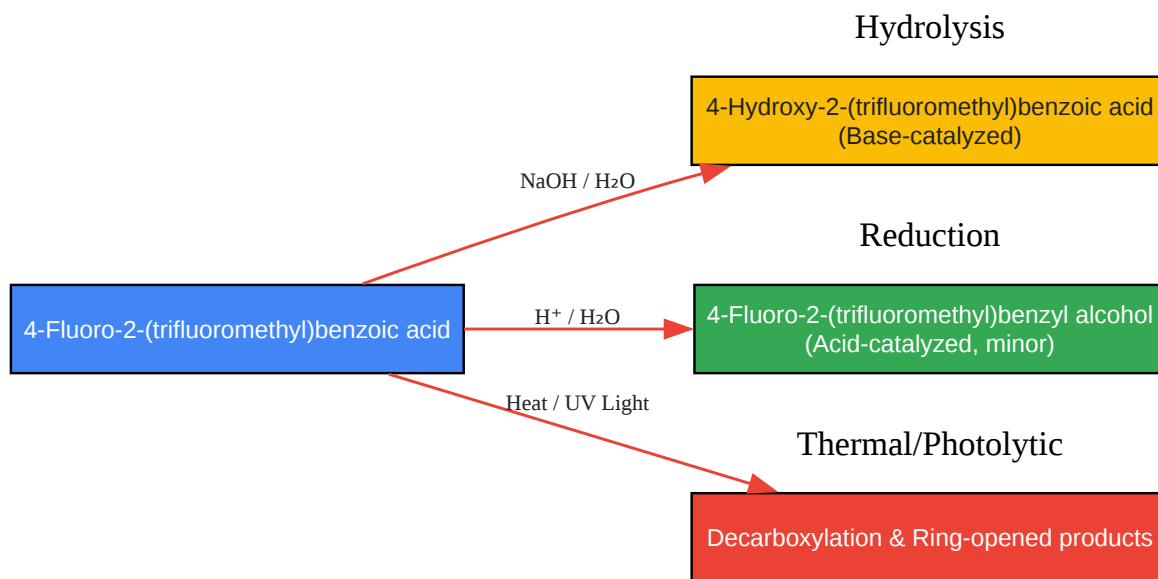 Hydrolysis
4-Hydroxy-2-(trifluoromethyl)benzoic acid
(Base-catalyzed)
NaOH / H₂O
Reduction
4-Fluoro-2-(trifluoromethyl)benzoic acid
H⁺ / H₂O
4-Fluoro-2-(trifluoromethyl)benzyl alcohol
(Acid-catalyzed, minor)
Heat / UV Light
Thermal/Photolytic
Decarboxylation & Ring-opened products